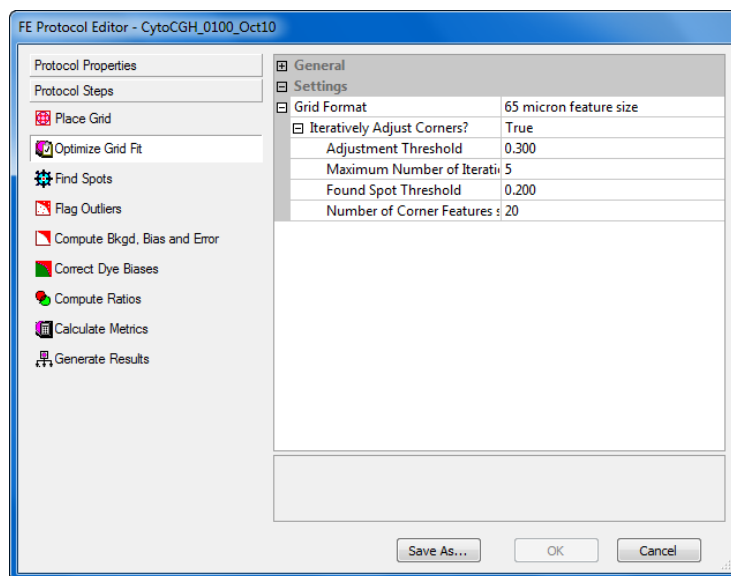 FE Protocol Editor - CytoCGH_0100_Oct10
Protocol Properties
Protocol Steps
Place Grid
Optimize Grid Fit
Find Spots
Flag Outliers
Compute Bkgd, Bias and Error
Correct Dye Biases
Compute Ratios
Calculate Metrics
Generate Results
General
Settings
Grid Format 65 micron feature size
Iteratively Adjust Corners? True
Adjustment Threshold 0.300
Maximum Number of Iterati 5
Found Spot Threshold 0.200
Number of Corner Features s 20
Save As...
OK
Cancel